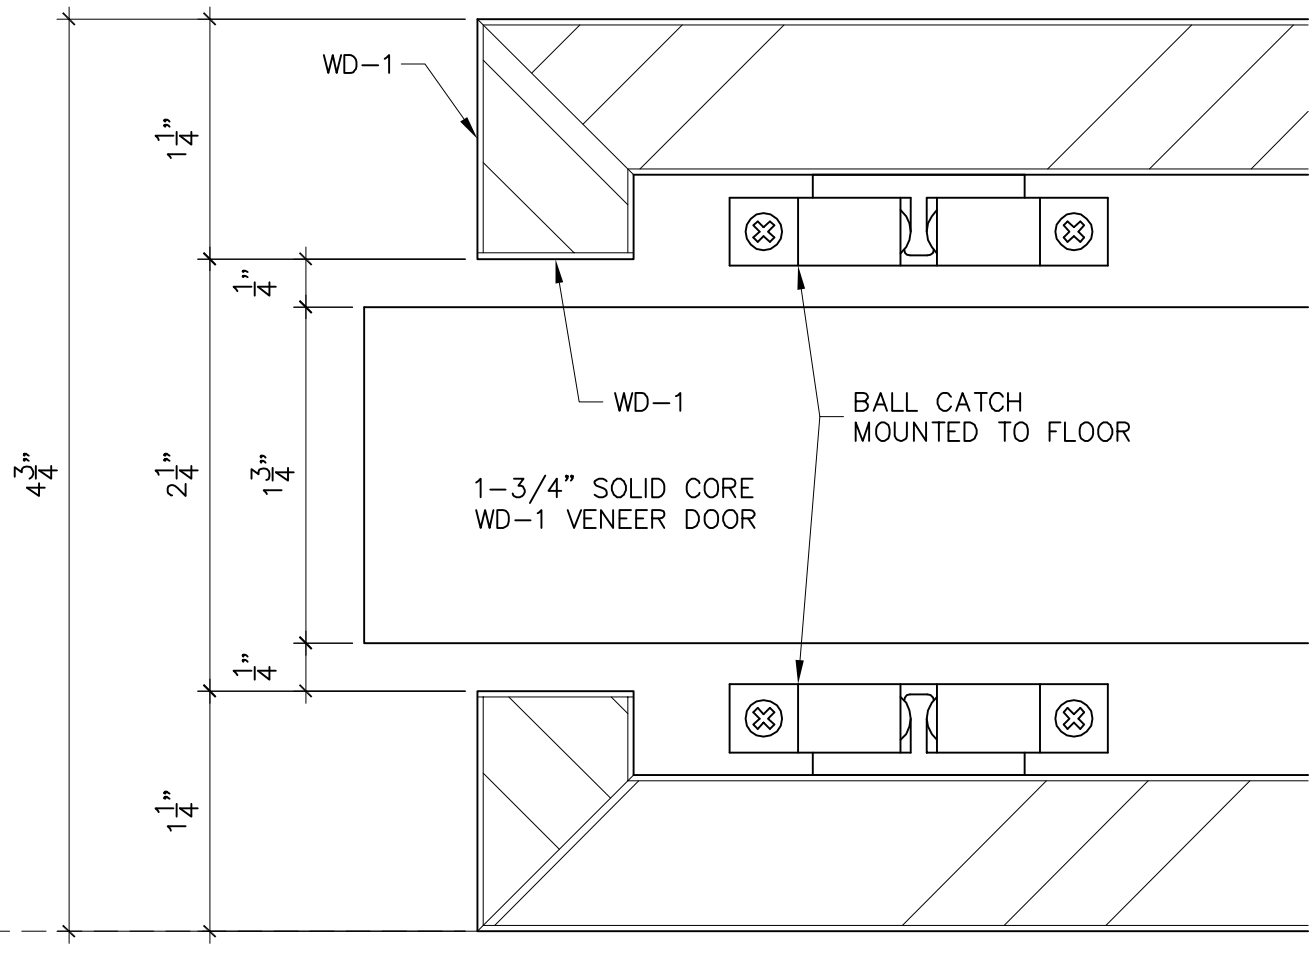 WD-1
1 1/4"
1/4"
WD-1
BALL CATCH
MOUNTED TO FLOOR
4 3/4"
2 1/4"
1 3/4"
1-3/4" SOLID CORE
WD-1 VENEER DOOR
1/4"
1 1/4"